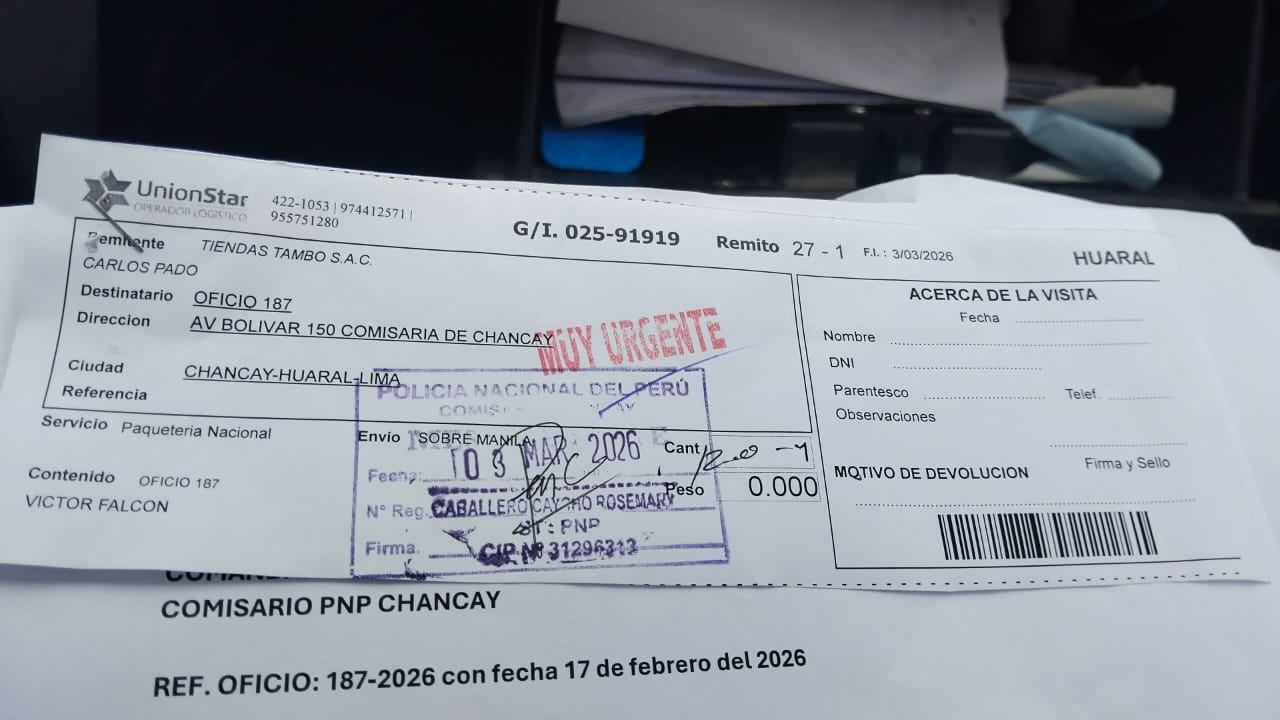 UnionStar
OPERADOR LOGISTICO
422-1053 | 974412571 |
955751280
G/I. 025-91919
Remito 27 - 1
F.I.: 3/03/2026
HUARAL
Remitente TIENDAS TAMBO S.A.C.
CARLOS PADO
Destinatario OFICIO 187
Direccion AV BOLIVAR 150 COMISARIA DE CHANCAY
MUY URGENTE
Ciudad CHANCAY-HUARAL-LIMA
Referencia
Servicio Paqueteria Nacional
Envío SOBRE MANILA
Cant
Peso 0.000
Contenido OFICIO 187
VICTOR FALCON
POLICIA NACIONAL DEL PERÚ
Fecha: 03 MAR 2026
N° Reg. CABALLERO ROSEMARY
ST: PNP
Firma. CIP. Nº 31296313
ACERCA DE LA VISITA
Fecha
Nombre
DNI
Parentesco Telef.
Observaciones
Firma y Sello
MOTIVO DE DEVOLUCION
COMISARIO PNP CHANCAY
REF. OFICIO: 187-2026 con fecha 17 de febrero del 2026